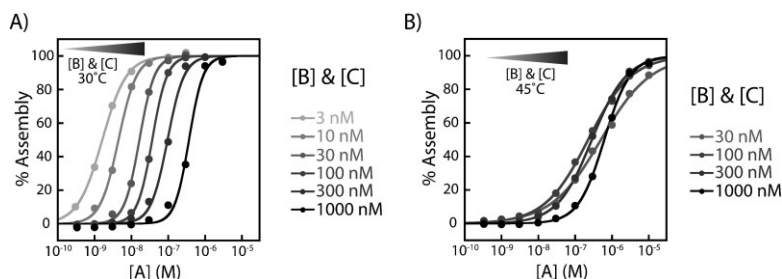 A)
% Assembly
100
80
60
40
20
0
[B] & [C]
30˚C
10⁻¹⁰ 10⁻⁹ 10⁻⁸ 10⁻⁷ 10⁻⁶ 10⁻⁵
[A] (M)
[B] & [C]
3 nM
10 nM
30 nM
100 nM
300 nM
1000 nM
B)
% Assembly
100
80
60
40
20
0
[B] & [C]
45˚C
10⁻¹⁰ 10⁻⁹ 10⁻⁸ 10⁻⁷ 10⁻⁶ 10⁻⁵
[A] (M)
[B] & [C]
30 nM
100 nM
300 nM
1000 nM